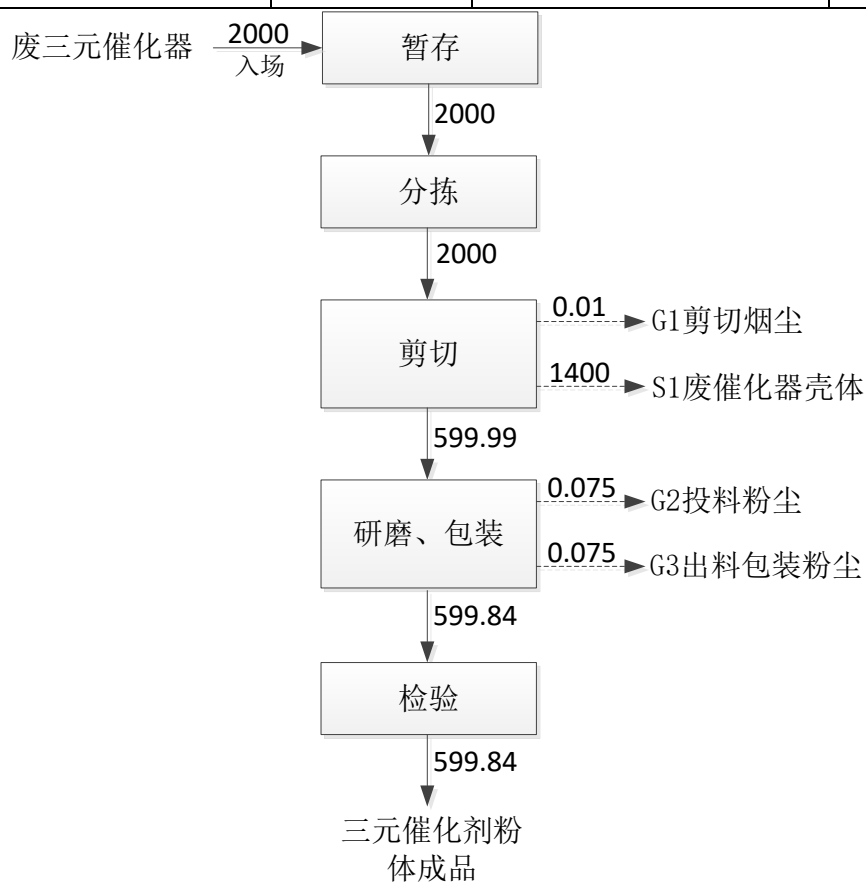 废三元催化器
2000
入场
暂存
2000
分拣
2000
剪切
0.01
G1剪切烟尘
1400
S1废催化器壳体
599.99
研磨、包装
0.075
G2投料粉尘
0.075
G3出料包装粉尘
599.84
检验
599.84
三元催化剂粉
体成品